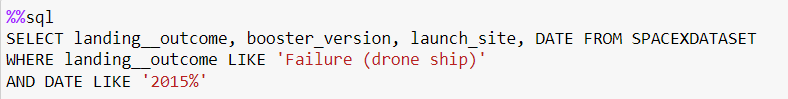 %%sql
SELECT landing__outcome, booster_version, launch_site, DATE FROM SPACEXDATASET
WHERE landing__outcome LIKE 'Failure (drone ship)'
AND DATE LIKE '2015%'